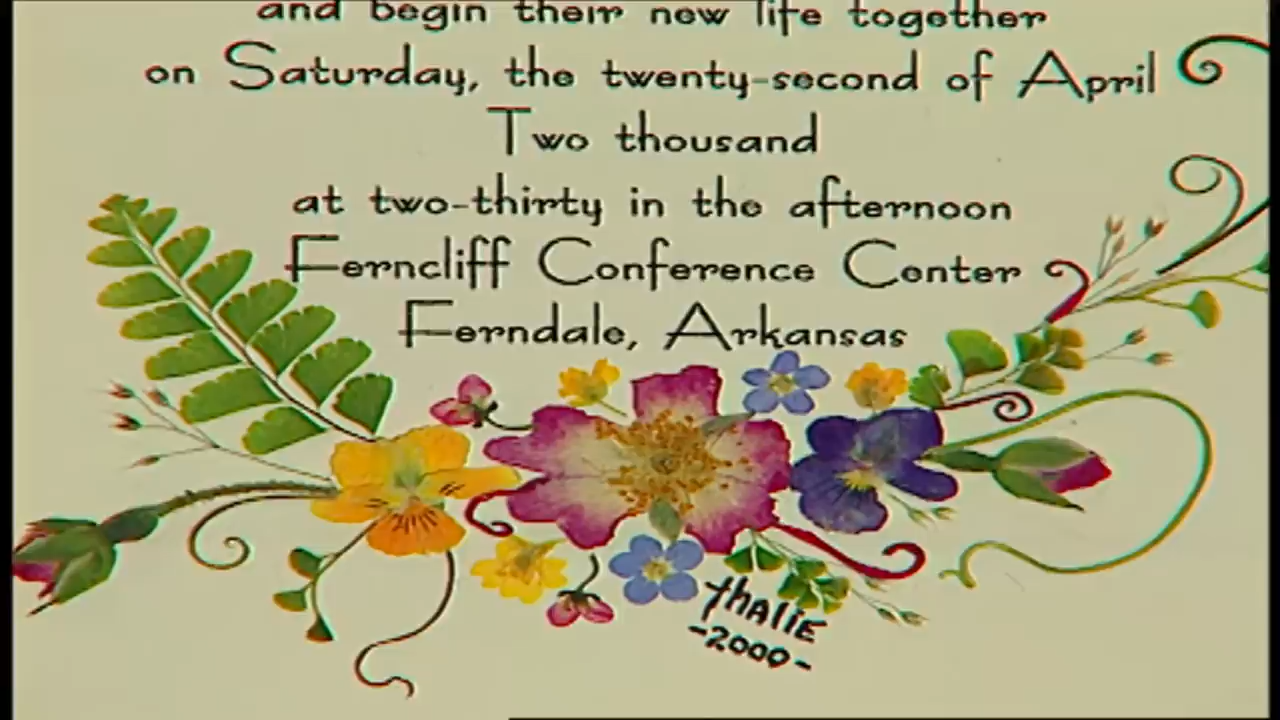 and begin their new life together
on Saturday, the twenty-second of April
Two thousand
at two-thirty in the afternoon
Ferncliff Conference Center
Ferndale, Arkansas
thAliE
-2000-